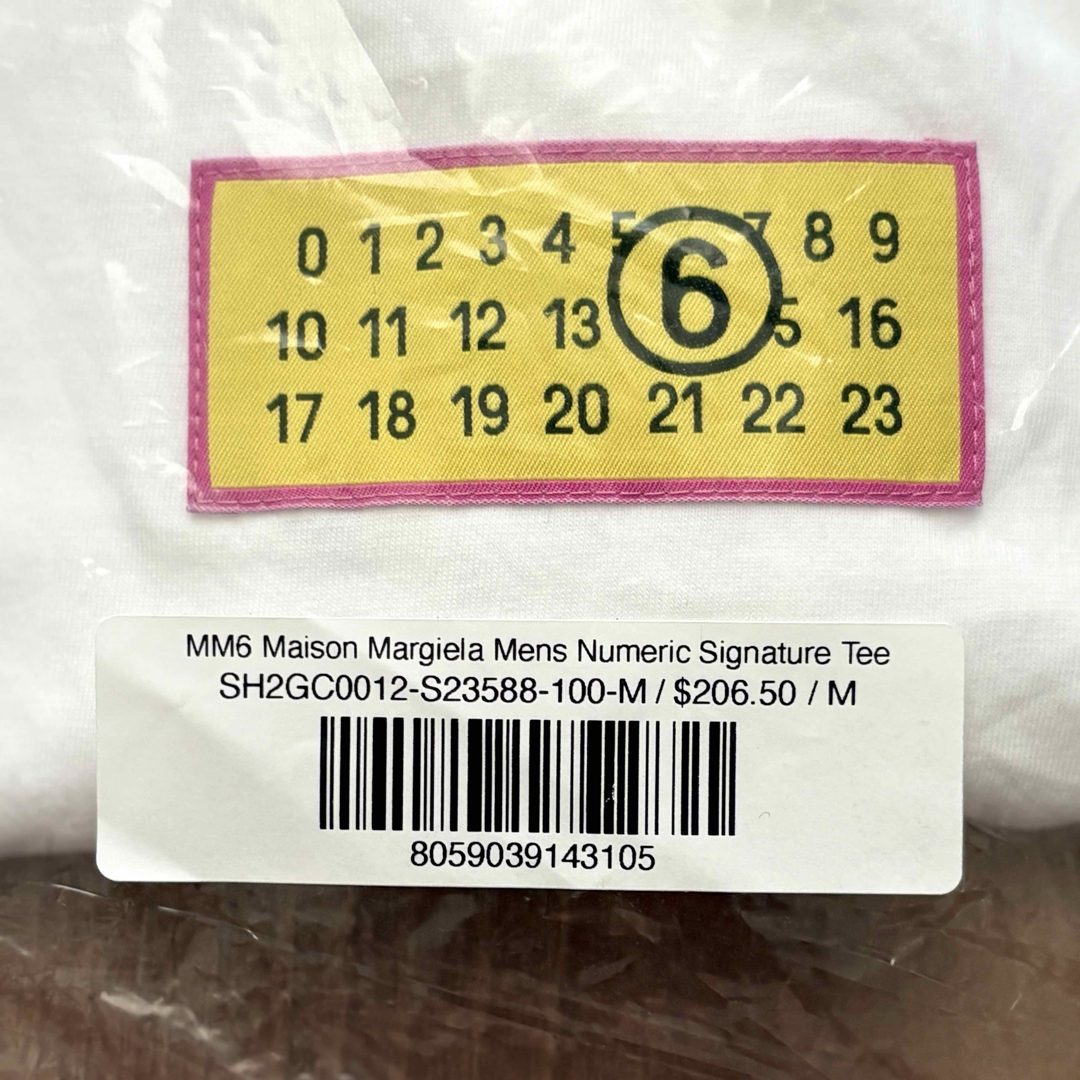 0 1 2 3 4 5 6 7 8 9
10 11 12 13 5 16
17 18 19 20 21 22 23
MM6 Maison Margiela Mens Numeric Signature Tee
SH2GC0012-S23588-100-M / $206.50 / M
8059039143105